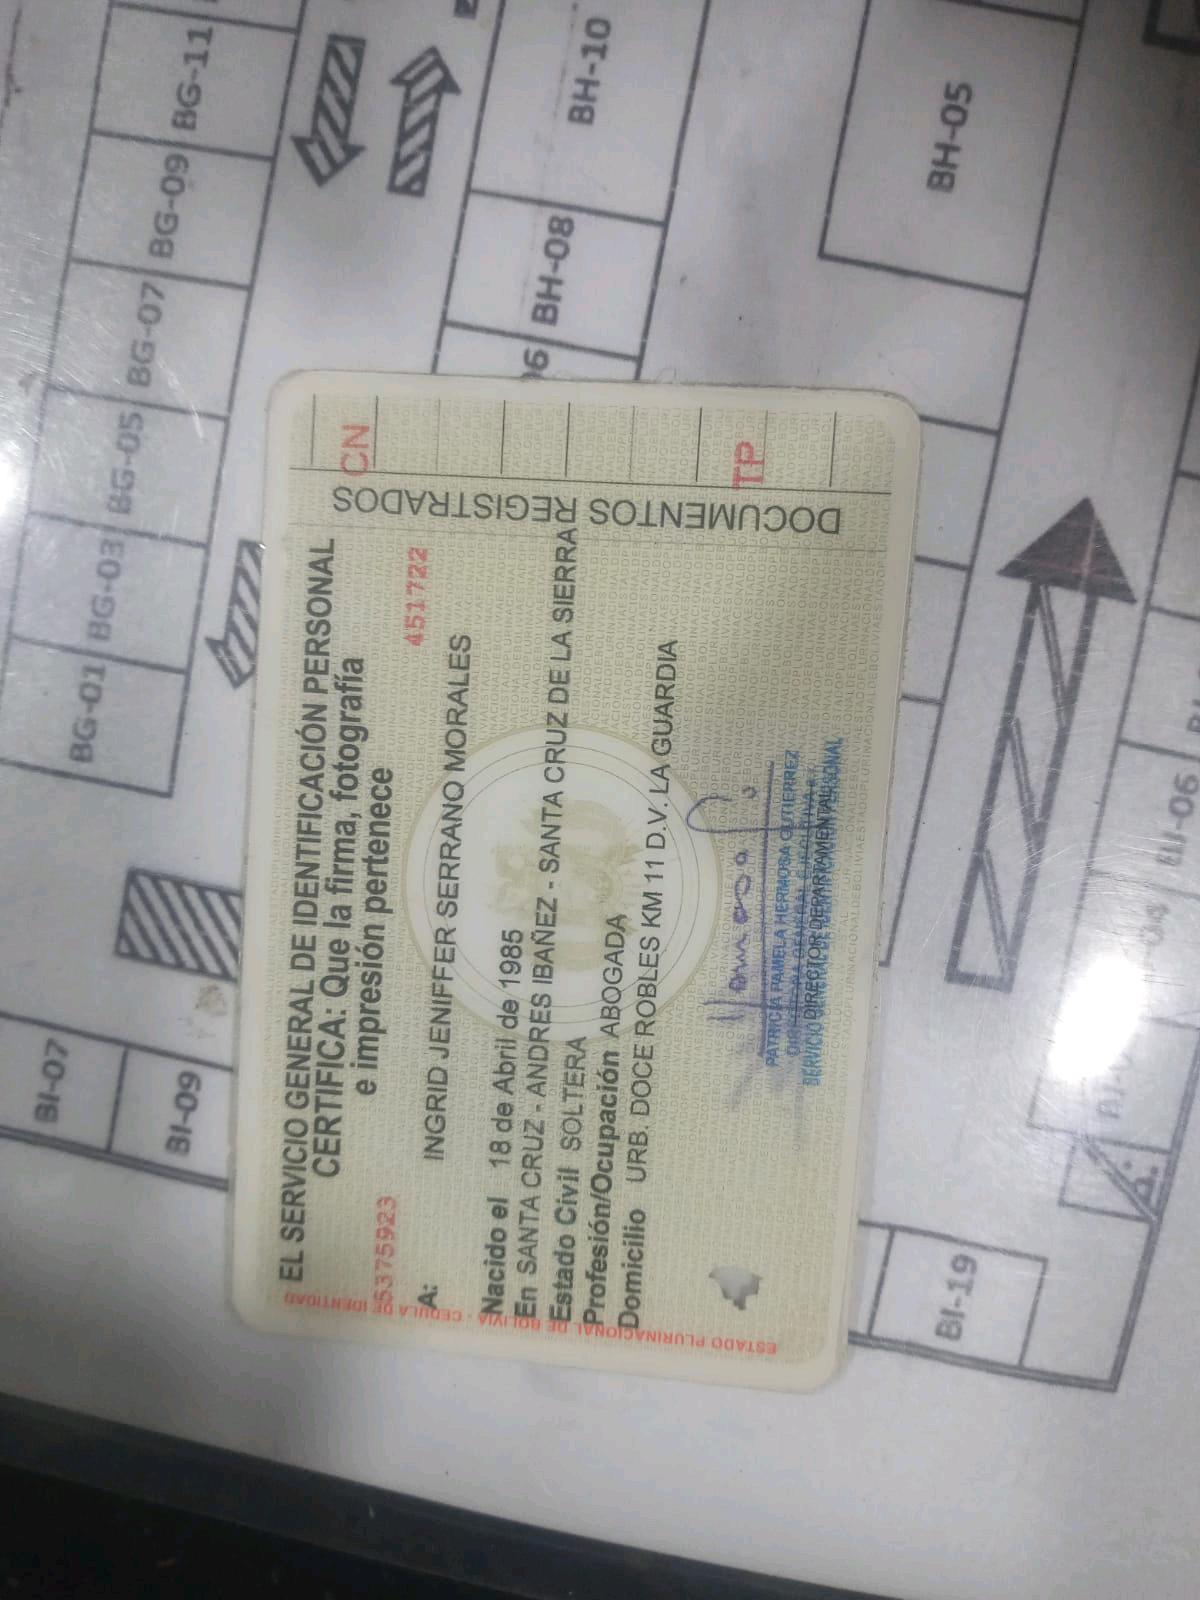 EL SERVICIO GENERAL DE IDENTIFICACIÓN PERSONAL
CERTIFICA: Que la firma, fotografía
e impresión pertenece
5375923
451722
A: INGRID JENIFFER SERRANO MORALES
Nacido el 18 de Abril de 1985
En SANTA CRUZ - ANDRES IBAÑEZ - SANTA CRUZ DE LA SIERRA
Estado Civil SOLTERA
Profesión/Ocupación ABOGADA
Domicilio URB. DOCE ROBLES KM 11 D.V. LA GUARDIA
PATRICIA PAMELA HERMOSA GUTIERREZ
DIRECTOR DEPARTAMENTAL
ESTADO PLURINACIONAL DE BOLIVIA - CEDULA DE IDENTIDAD
DOCUMENTOS REGISTRADOS
CN
TP
BG-01
BG-03
BG-05
BG-07
BG-09
BG-11
BH-08
BH-10
BH-05
BI-07
BI-09
BI-19